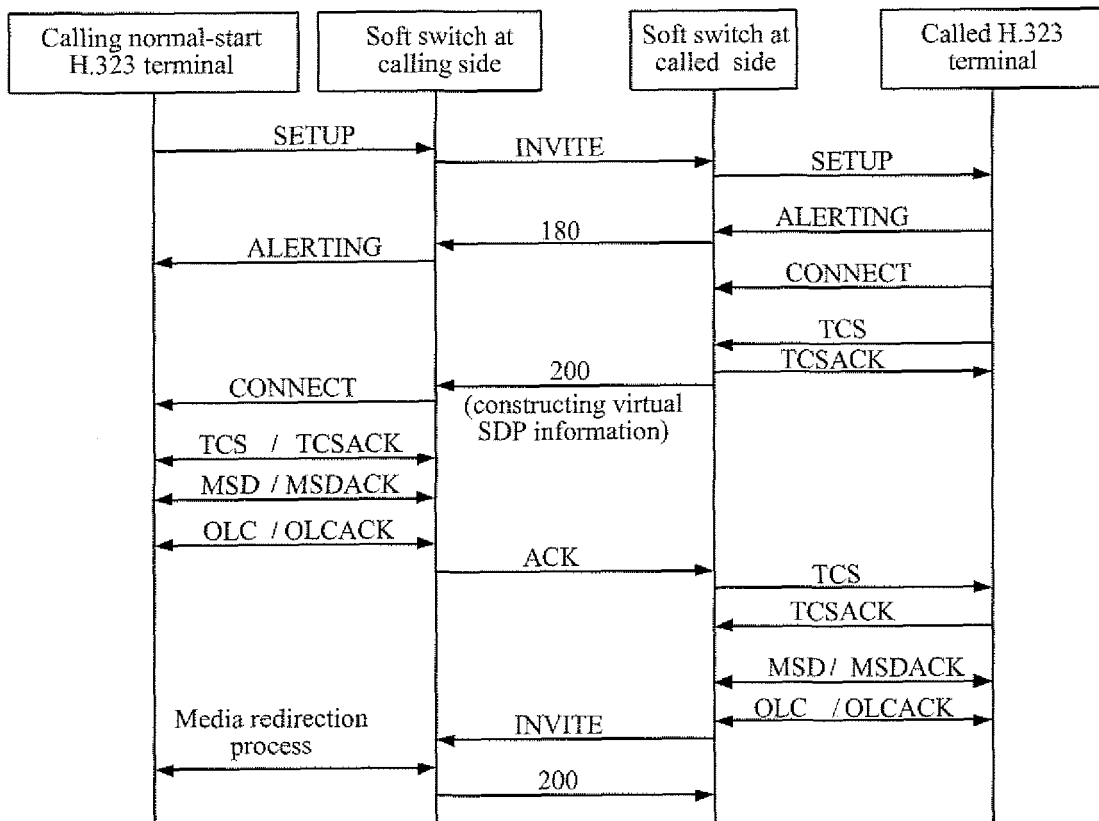 Calling normal-start
H.323 terminal
Soft switch at
calling side
Soft switch at
called side
Called H.323
terminal
SETUP
INVITE
SETUP
ALERTING
180
ALERTING
CONNECT
TCS
TCSACK
200
(constructing virtual
SDP information)
CONNECT
TCS / TCSACK
MSD / MSDACK
OLC / OLCACK
ACK
TCS
TCSACK
MSD / MSDACK
OLC / OLCACK
INVITE
Media redirection
process
200